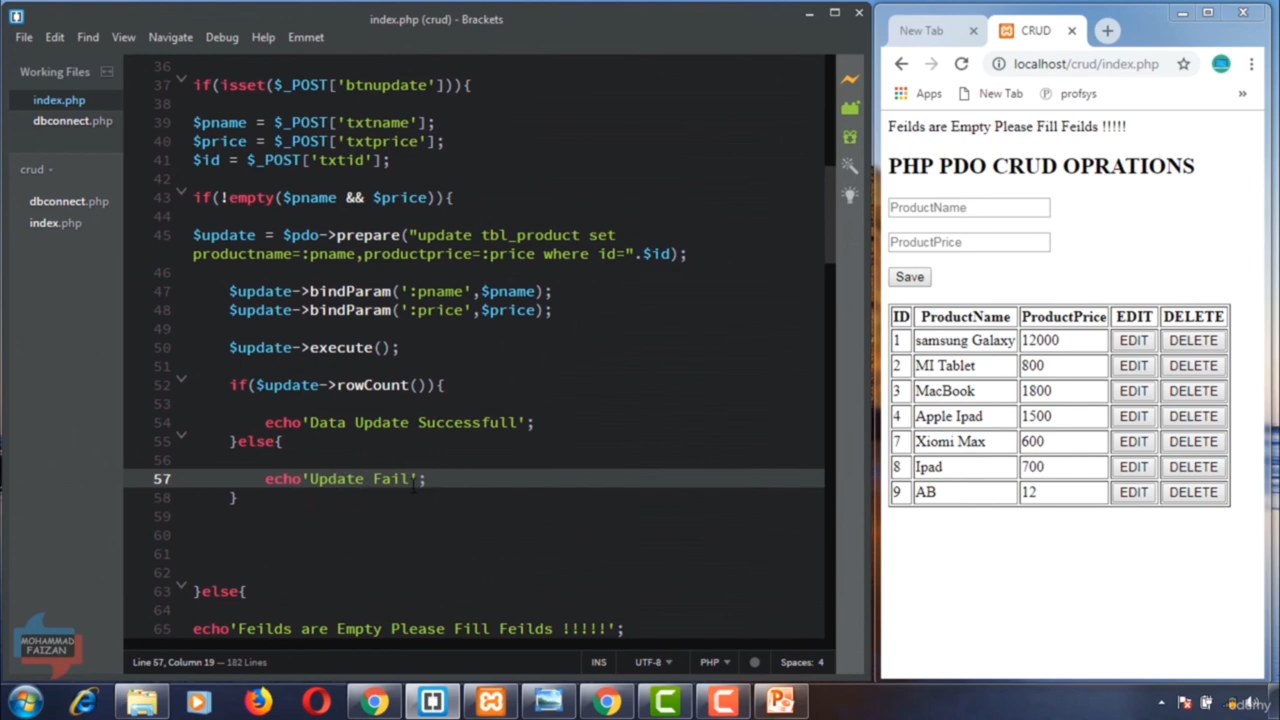 index.php (crud) - Brackets
File Edit Find View Navigate Debug Help Emmet
Working Files
index.php
dbconnect.php
crud
dbconnect.php
index.php
36
37 if(isset($_POST['btnupdate'])){
38
39 $pname = $_POST['txtname'];
40 $price = $_POST['txtprice'];
41 $id = $_POST['txtid'];
42
43 if(!empty($pname && $price)){
44
45 $update = $pdo->prepare("update tbl_product set
productname=:pname,productprice=:price where id=".$id);
46
47 $update->bindParam(':pname',$pname);
48 $update->bindParam(':price',$price);
49
50 $update->execute();
51
52 if($update->rowCount()){
53
54 echo'Data Update Successfull';
55 }else{
56
57 echo'Update Fail';
58 }
59
60
61
62
63 }else{
64
65 echo'Feilds are Empty Please Fill Feilds !!!!!';
Line 57, Column 19 — 182 Lines
INS UTF-8 PHP Spaces: 4
MOHAMMAD
FAIZAN
New Tab CRUD
localhost/crud/index.php
Apps New Tab profsys »
Feilds are Empty Please Fill Feilds !!!!!
PHP PDO CRUD OPRATIONS
ProductName
ProductPrice
Save
ID ProductName ProductPrice EDIT DELETE
1 samsung Galaxy 12000 EDIT DELETE
2 MI Tablet 800 EDIT DELETE
3 MacBook 1800 EDIT DELETE
4 Apple Ipad 1500 EDIT DELETE
7 Xiomi Max 600 EDIT DELETE
8 Ipad 700 EDIT DELETE
9 AB 12 EDIT DELETE
udemy